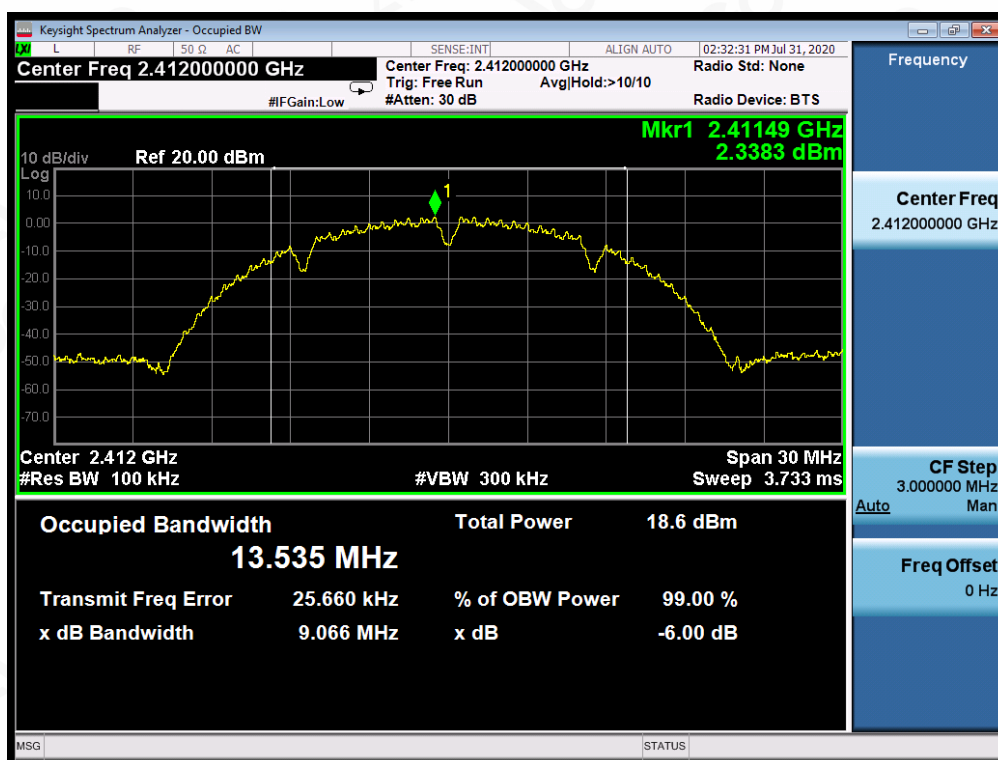 Keysight Spectrum Analyzer - Occupied BW
LXI L RF 50 Ω AC SENSE:INT ALIGN AUTO 02:32:31 PM Jul 31, 2020
Center Freq 2.412000000 GHz
Center Freq: 2.412000000 GHz
Radio Std: None
Trig: Free Run Avg|Hold:>10/10
#IFGain:Low
#Atten: 30 dB
Radio Device: BTS
Mkr1 2.41149 GHz
2.3383 dBm
10 dB/div Ref 20.00 dBm
Log
10.0
0.00
-10.0
-20.0
-30.0
-40.0
-50.0
-60.0
-70.0
1
Center 2.412 GHz Span 30 MHz
#Res BW 100 kHz #VBW 300 kHz Sweep 3.733 ms
Occupied Bandwidth Total Power 18.6 dBm
13.535 MHz
Transmit Freq Error 25.660 kHz % of OBW Power 99.00 %
x dB Bandwidth 9.066 MHz x dB -6.00 dB
MSG STATUS
Frequency
Center Freq
2.412000000 GHz
CF Step
3.000000 MHz
Auto Man
Freq Offset
0 Hz